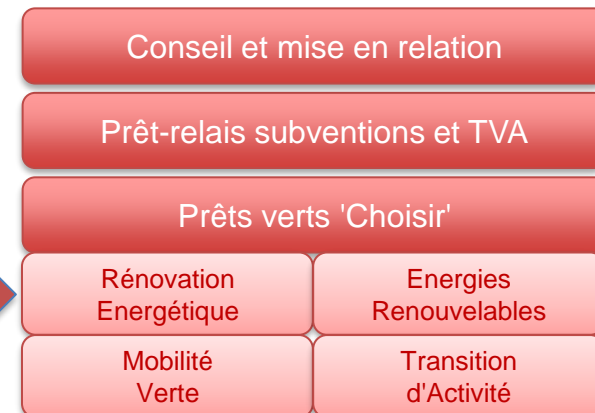 Conseil et mise en relation
Prêt-relais subventions et TVA
Prêts verts 'Choisir'
Rénovation
Energétique
Energies
Renouvelables
Mobilité
Verte
Transition
d'Activité